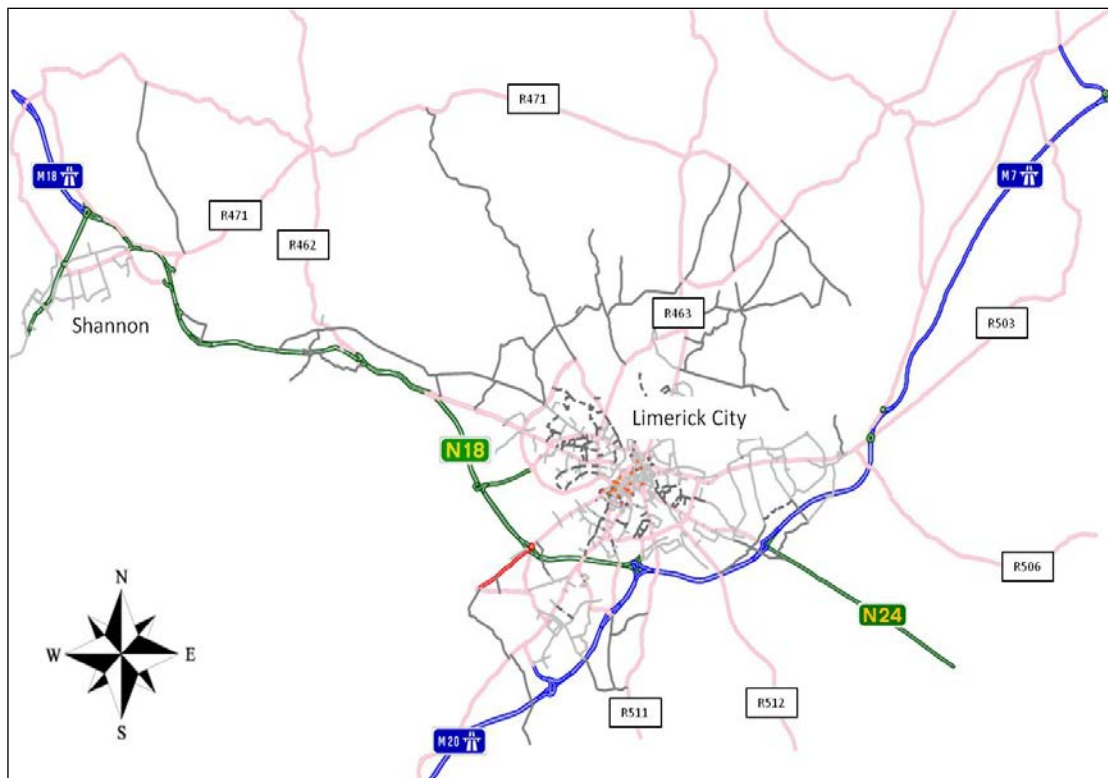 R471
M18
M7
R471
R462
R463
R503
Shannon
Limerick City
N18
R506
N
W
E
S
N24
R511
R512
M20